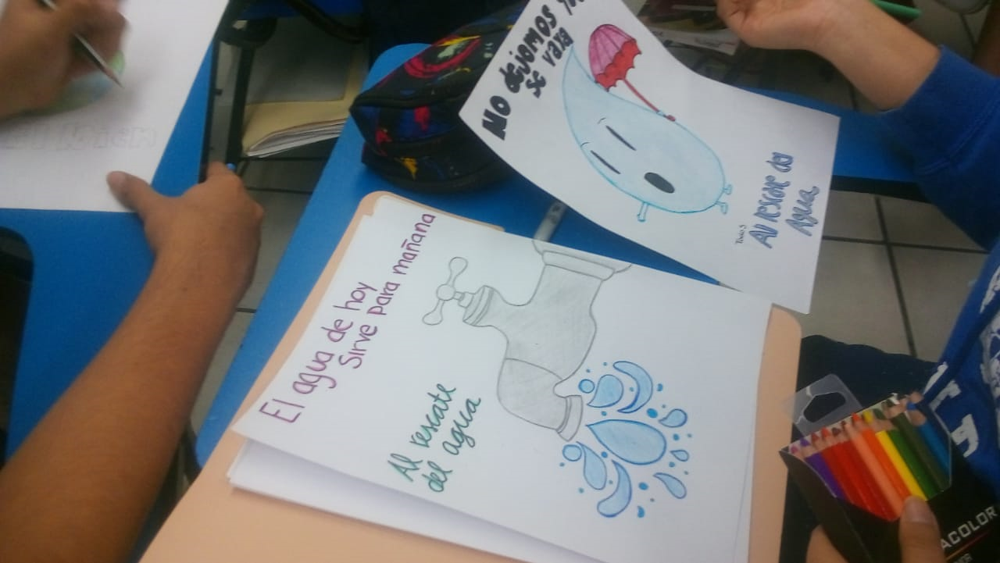 El agua de hoy
Sirve para mañana
Al rescate
del agua
NO dejemos
se vaya
Al rescate del
Agua
ACOLOR